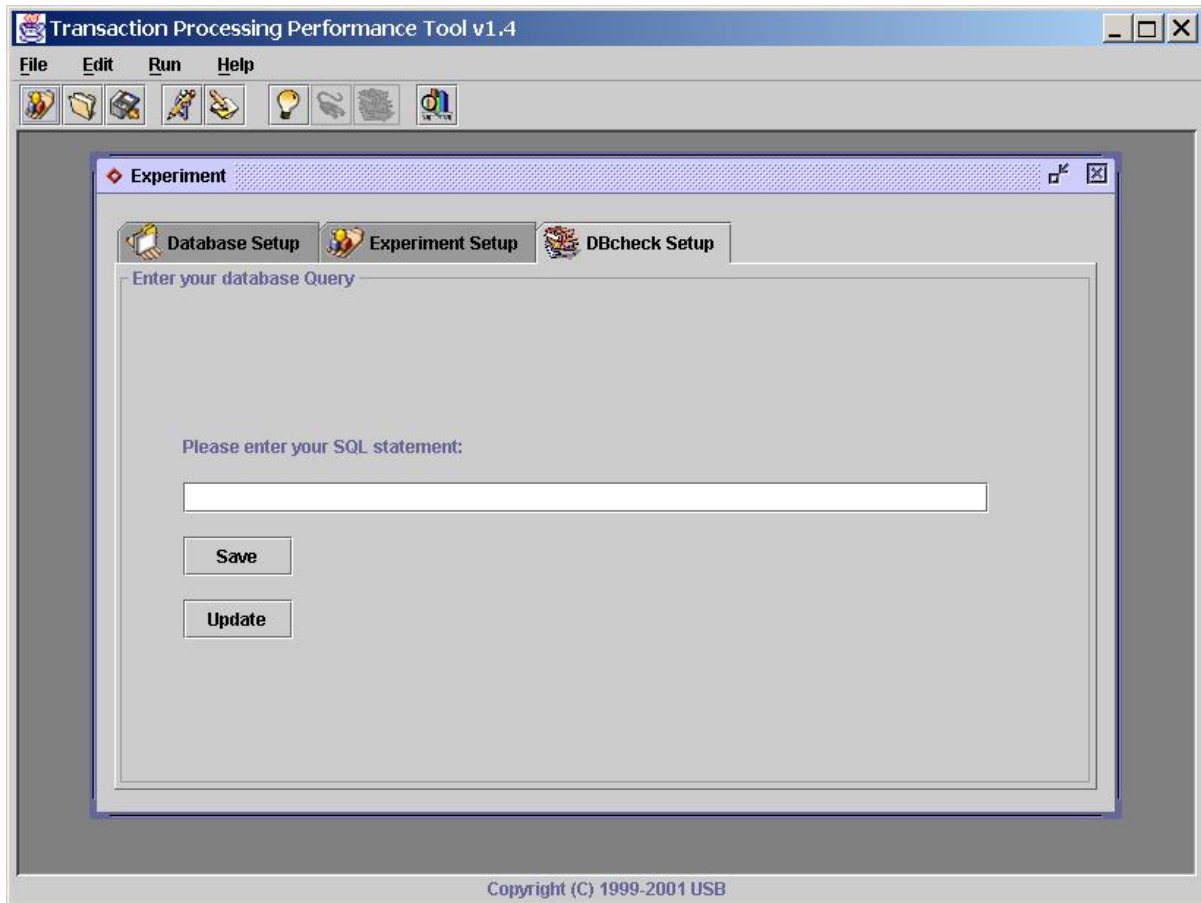 Transaction Processing Performance Tool v1.4
File Edit Run Help
Experiment
Database Setup Experiment Setup DBcheck Setup
Enter your database Query
Please enter your SQL statement:
Save
Update
Copyright (C) 1999-2001 USB